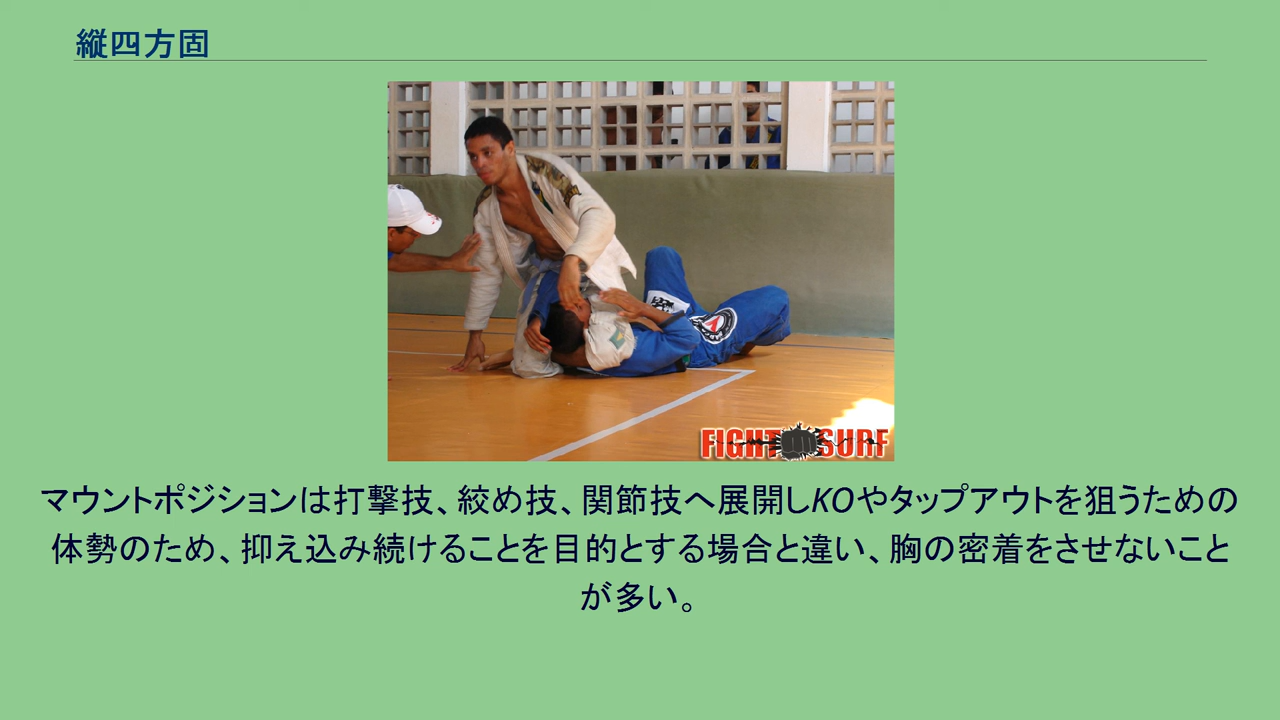 縦四方固
FIGHT SURF
マウントポジションは打撃技、絞め技、関節技へ展開しKOやタップアウトを狙うための
体勢のため、抑え込み続けることを目的とする場合と違い、胸の密着をさせないこと
が多い。